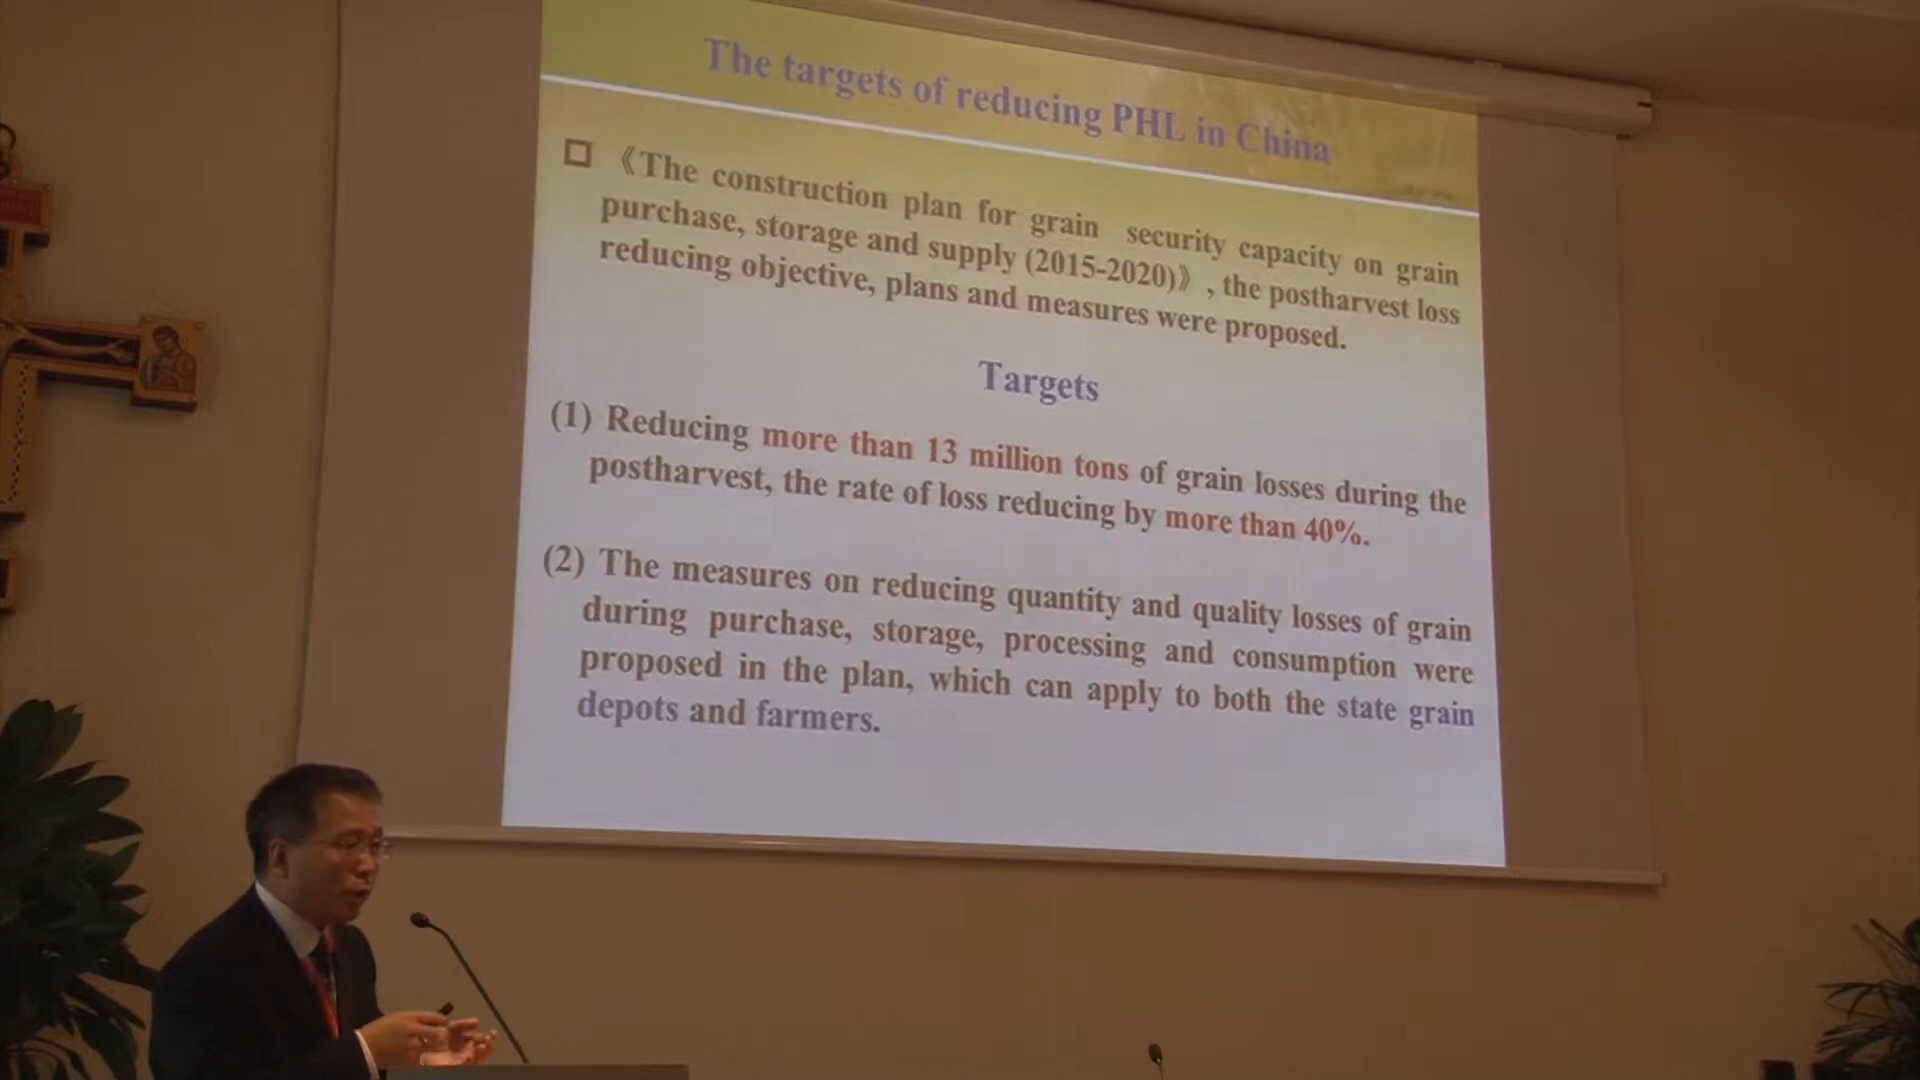 The targets of reducing PHL in China
《The construction plan for grain security capacity on grain
purchase, storage and supply (2015-2020)》, the postharvest loss
reducing objective, plans and measures were proposed.
Targets
(1) Reducing more than 13 million tons of grain losses during the
postharvest, the rate of loss reducing by more than 40%.
(2) The measures on reducing quantity and quality losses of grain
during purchase, storage, processing and consumption were
proposed in the plan, which can apply to both the state grain
depots and farmers.